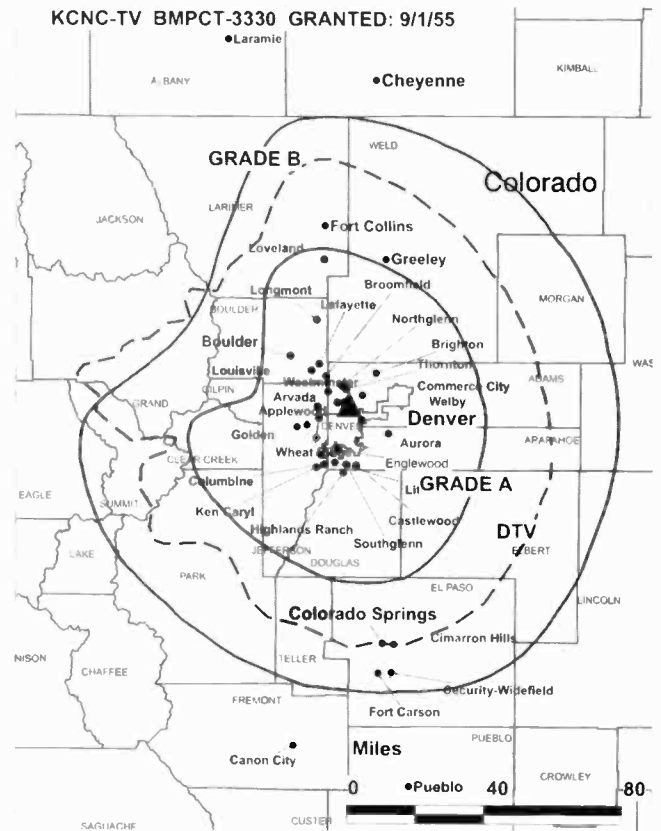 KCNC-TV BMPCT-3330 GRANTED: 9/1/55
Laramie
KIMBALL
ALBANY
Cheyenne
WELD
GRADE B
Colorado
LARIMER
JACKSON
Fort Collins
Loveland
Greeley
Longmont
Broomfield
Lafayette
MORGAN
BOULDER
Northglenn
Boulder
Brighton
Louisville
Thornton
WAS
Westminster
ADAMS
GILPIN
Commerce City
Arvada
Welby
GRAND
Applewood
Denver
DENVER
Golden
Aurora
ARAPAHOE
Wheat
CLEAR CREEK
Englewood
Columbine
Lit
GRADE A
EAGLE
SUMMIT
Ken Caryl
Castlewood
Highlands Ranch
DTV
Southglenn
JEFFERSON
ELBERT
LAKE
DOUGLAS
PARK
EL PASO
LINCOLN
Colorado Springs
Cimarron Hills
NISON
TELLER
CHAFFEE
Security-Widefield
FREMONT
Fort Carson
PUEBLO
Miles
Canon City
CROWLEY
0 Pueblo 40 80
CUSTER
SAGUACHE